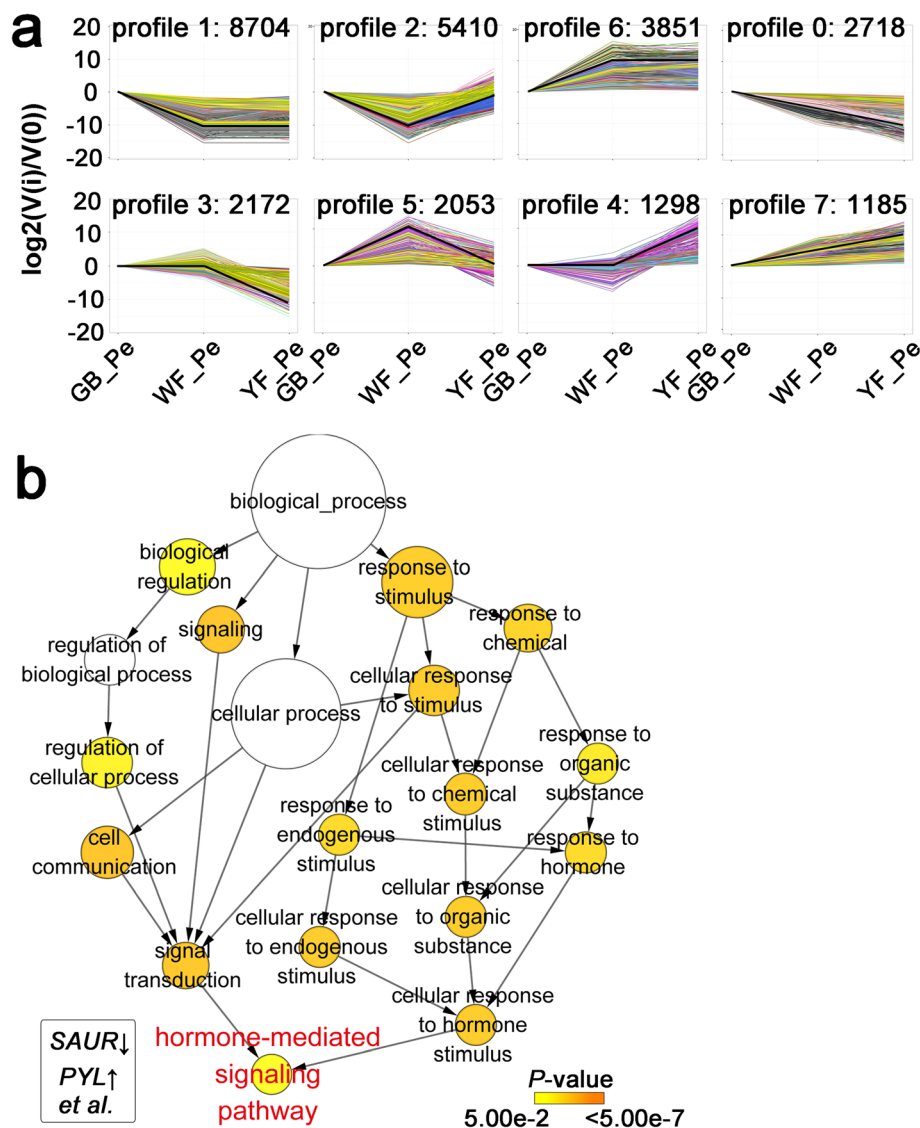 a
log2(V(i)/V(0))
20
10
0
-10
-20
profile 1: 8704
profile 2: 5410
20
profile 6: 3851
profile 0: 2718
20
10
0
-10
-20
profile 3: 2172
profile 5: 2053
profile 4: 1298
profile 7: 1185
GB_Pe
WF_Pe
YF_Pe
GB_Pe
WF_Pe
YF_Pe
GB_Pe
WF_Pe
YF_Pe
GB_Pe
WF_Pe
YF_Pe
b
biological_process
biological
regulation
response to
stimulus
signaling
response to
chemical
regulation of
biological process
cellular process
cellular response
to stimulus
regulation of
cellular process
response to
organic
substance
cellular response
to chemical
stimulus
response to
endogenous
stimulus
cell
communication
response to
hormone
cellular response
to organic
substance
cellular response
to endogenous
stimulus
signal
transduction
cellular response
to hormone
stimulus
hormone-mediated
signaling
pathway
SAUR↓
PYL↑
et al.
P-value
5.00e-2
<5.00e-7